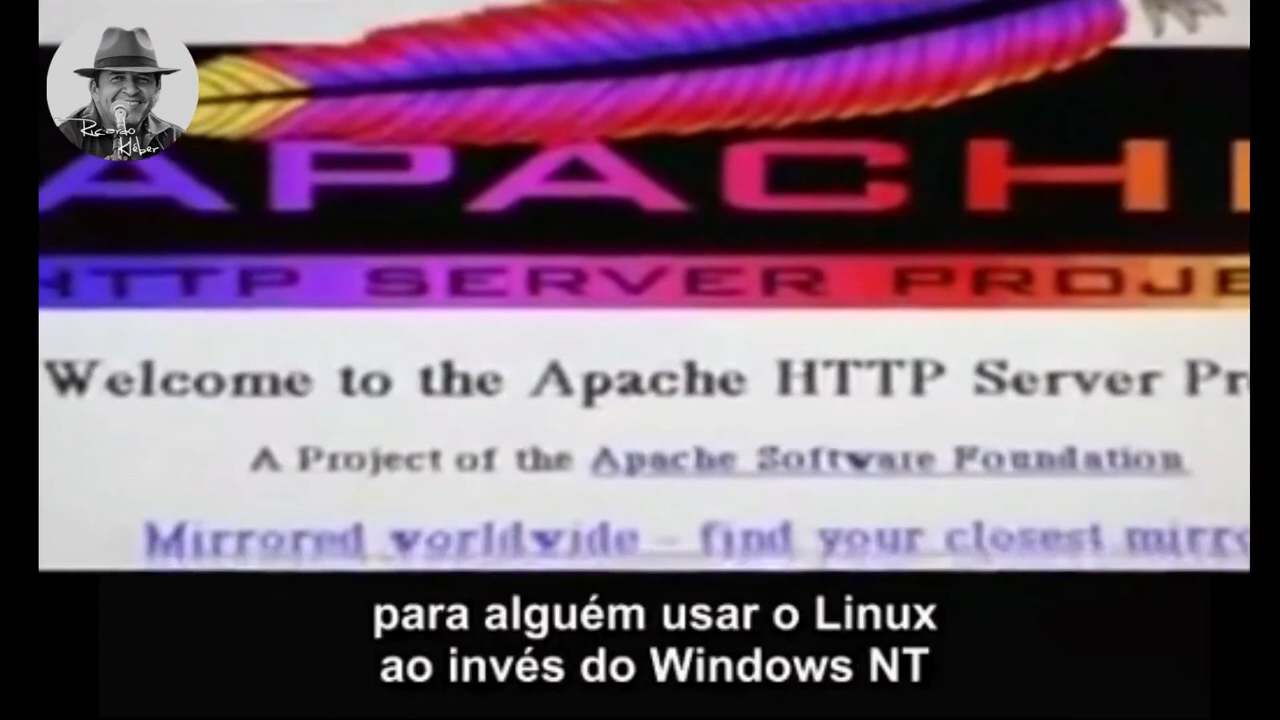 Ricardo
Kléber
APACH
HTTP SERVER PROJE
Welcome to the Apache HTTP Server Pr
A Project of the Apache Software Foundation
Mirrored worldwide - find your closest mirro
para alguém usar o Linux
ao invés do Windows NT